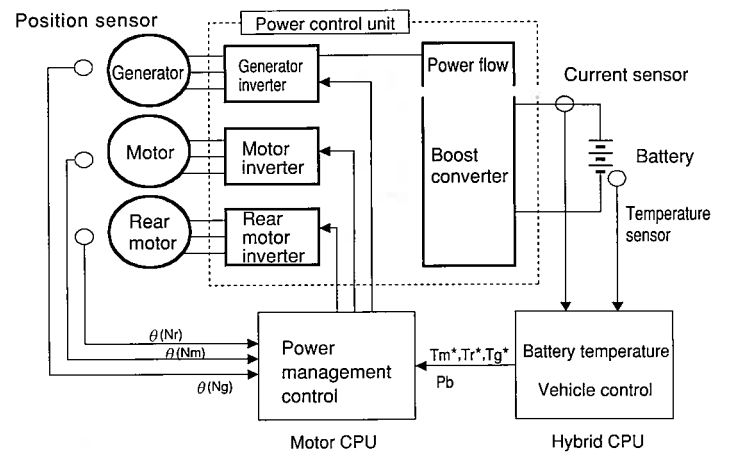 Position sensor
Power control unit
Generator
Generator
inverter
Power flow
Current sensor
Motor
Motor
inverter
Boost
converter
Battery
Rear
motor
Rear
motor
inverter
Temperature
sensor
θ(Nr)
θ(Nm)
θ(Ng)
Power
management
control
Tm*,Tr*,Tg*
Pb
Battery temperature
Vehicle control
Motor CPU
Hybrid CPU